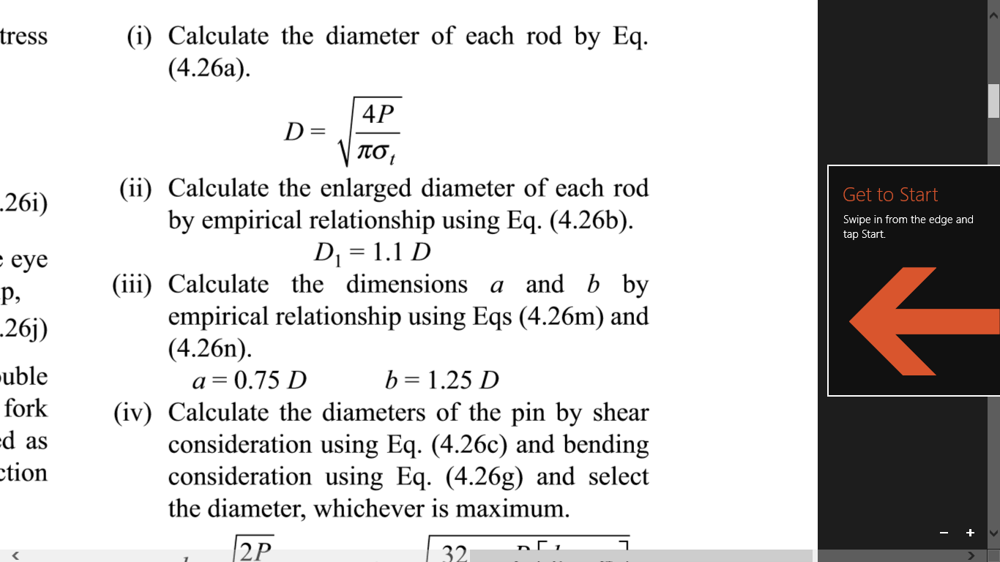 tress
.26i)
eye
p,
.26j)
fork
ed as
ction
(i) Calculate the diameter of each rod by Eq.
(4.26a).
D = √(4P / πσt)
(ii) Calculate the enlarged diameter of each rod
by empirical relationship using Eq. (4.26b).
D₁ = 1.1 D
(iii) Calculate the dimensions a and b by
empirical relationship using Eqs (4.26m) and
(4.26n).
a = 0.75 D b = 1.25 D
(iv) Calculate the diameters of the pin by shear
consideration using Eq. (4.26c) and bending
consideration using Eq. (4.26g) and select
the diameter, whichever is maximum.
2P 32
Get to Start
Swipe in from the edge and
tap Start.